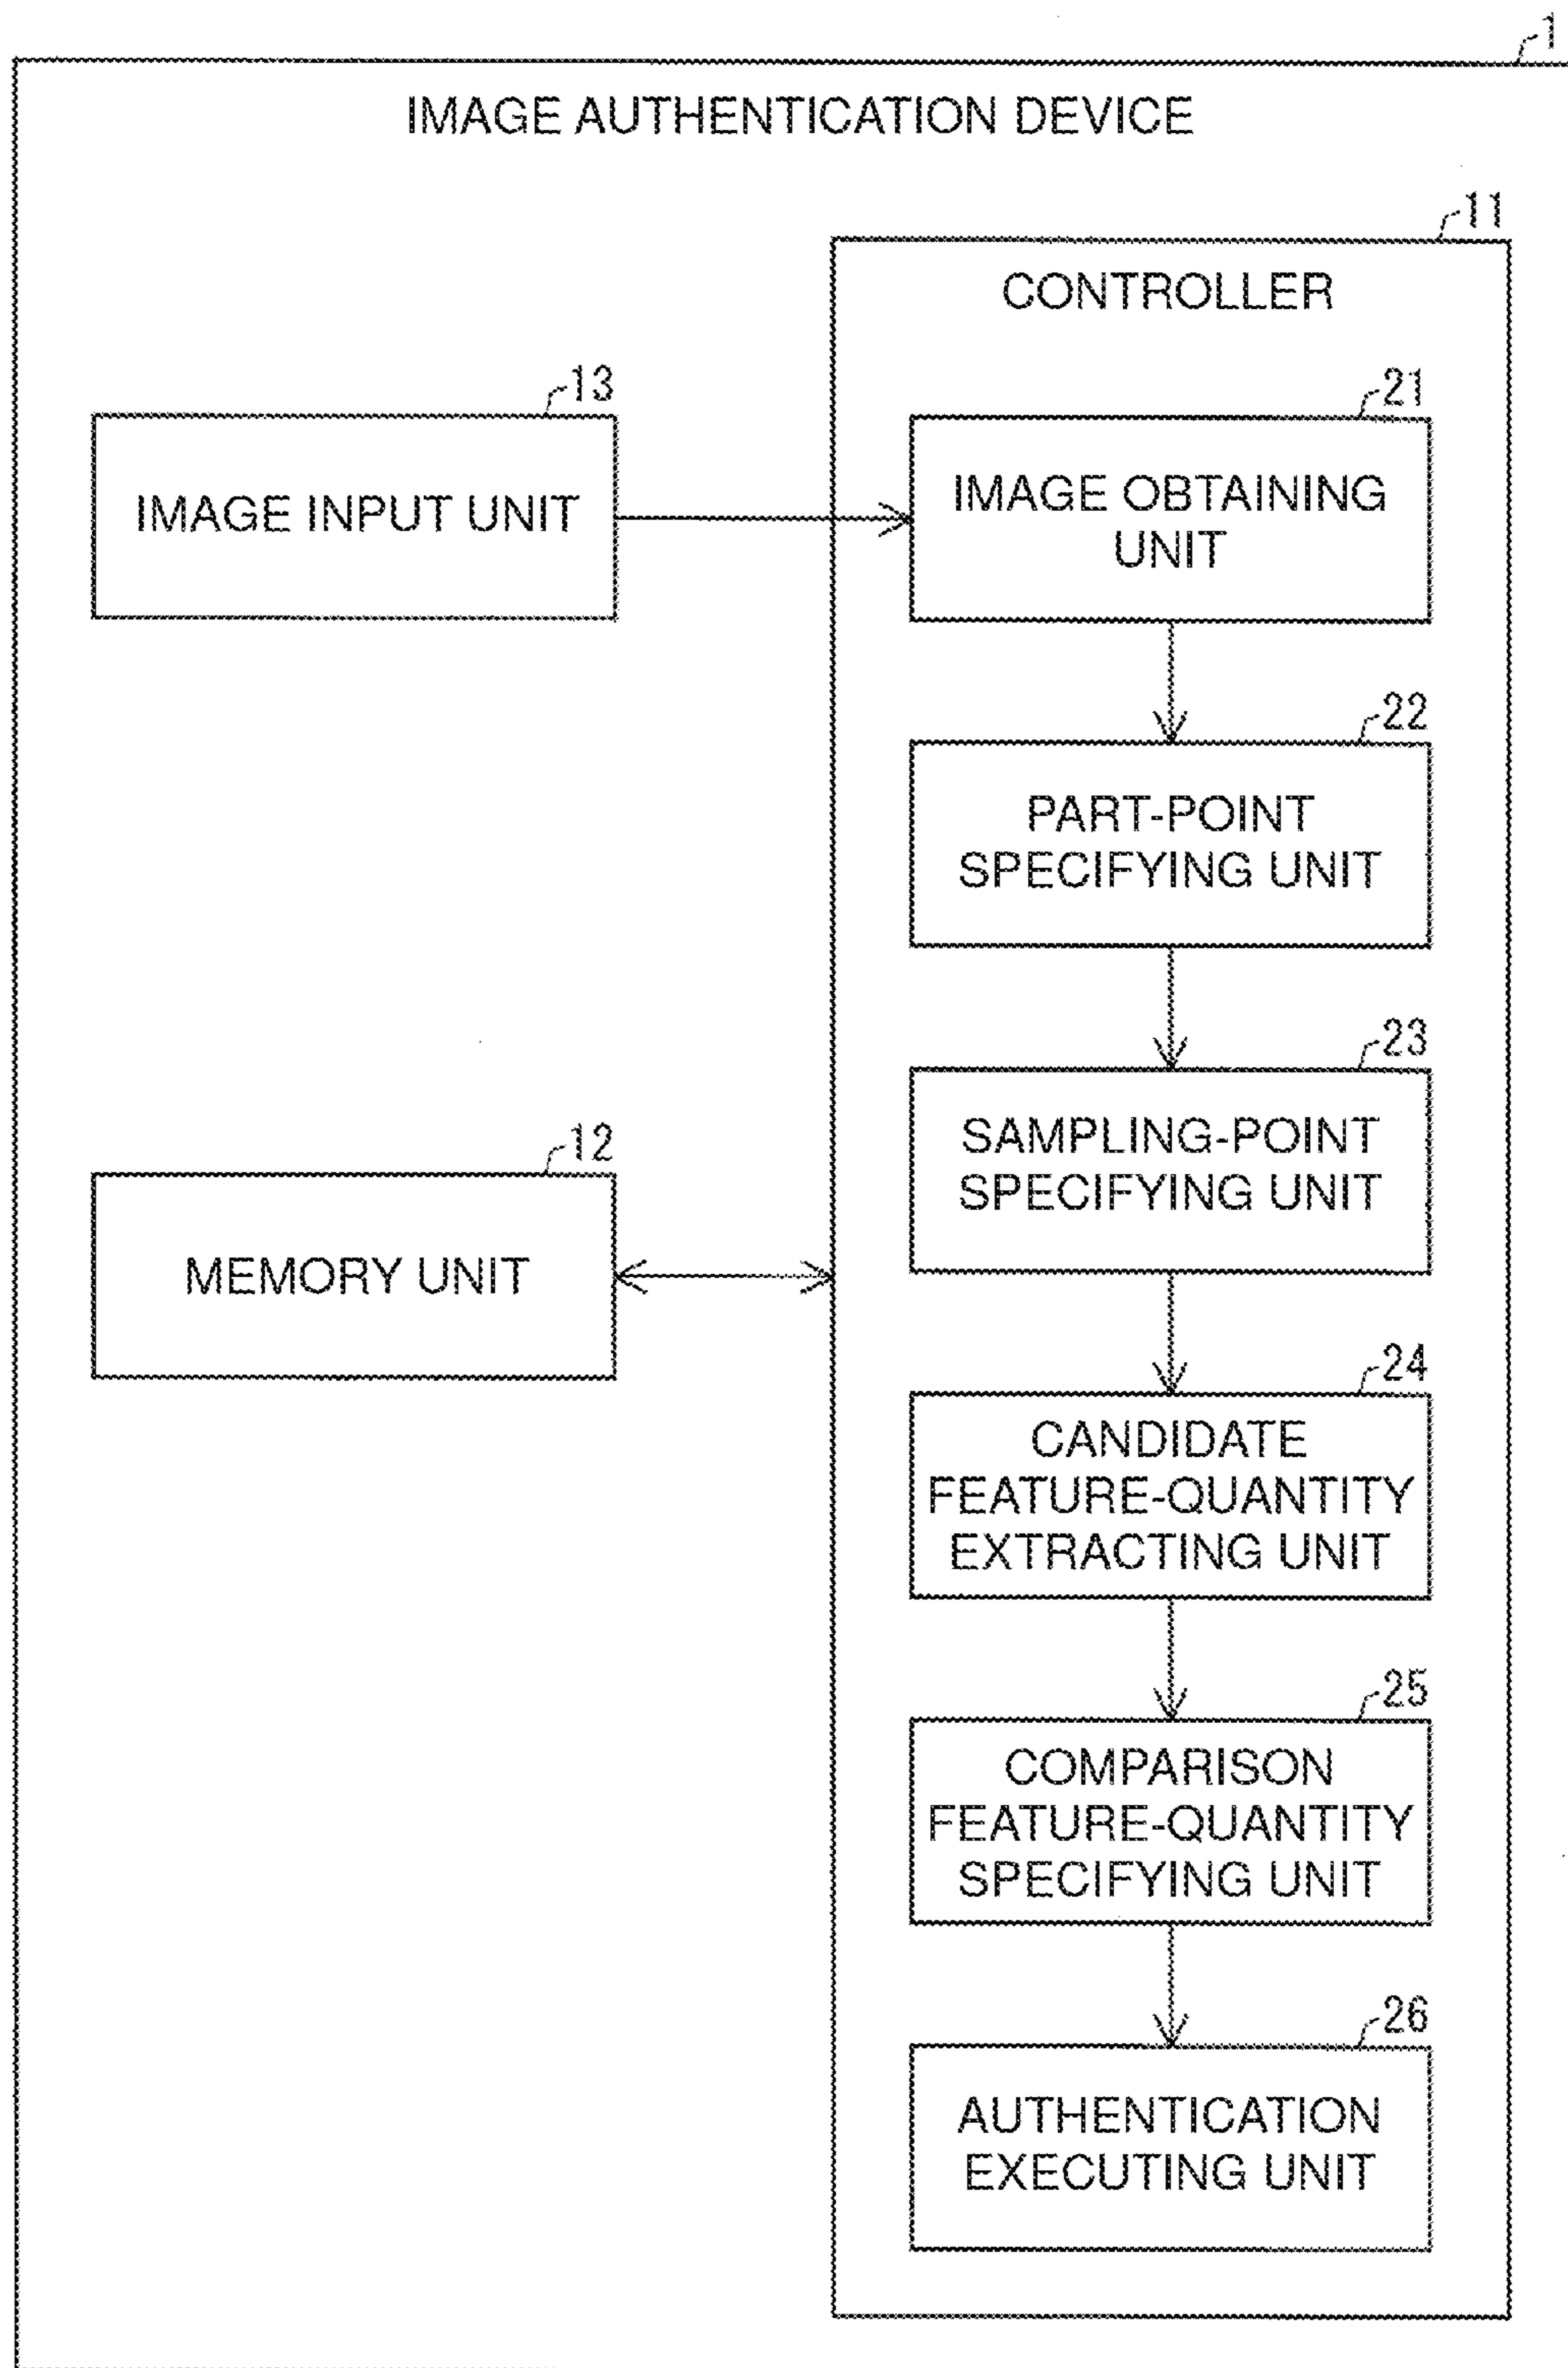 1
IMAGE AUTHENTICATION DEVICE
11
CONTROLLER
13
IMAGE INPUT UNIT
21
IMAGE OBTAINING
UNIT
22
PART-POINT
SPECIFYING UNIT
23
SAMPLING-POINT
SPECIFYING UNIT
12
MEMORY UNIT
24
CANDIDATE
FEATURE-QUANTITY
EXTRACTING UNIT
25
COMPARISON
FEATURE-QUANTITY
SPECIFYING UNIT
26
AUTHENTICATION
EXECUTING UNIT